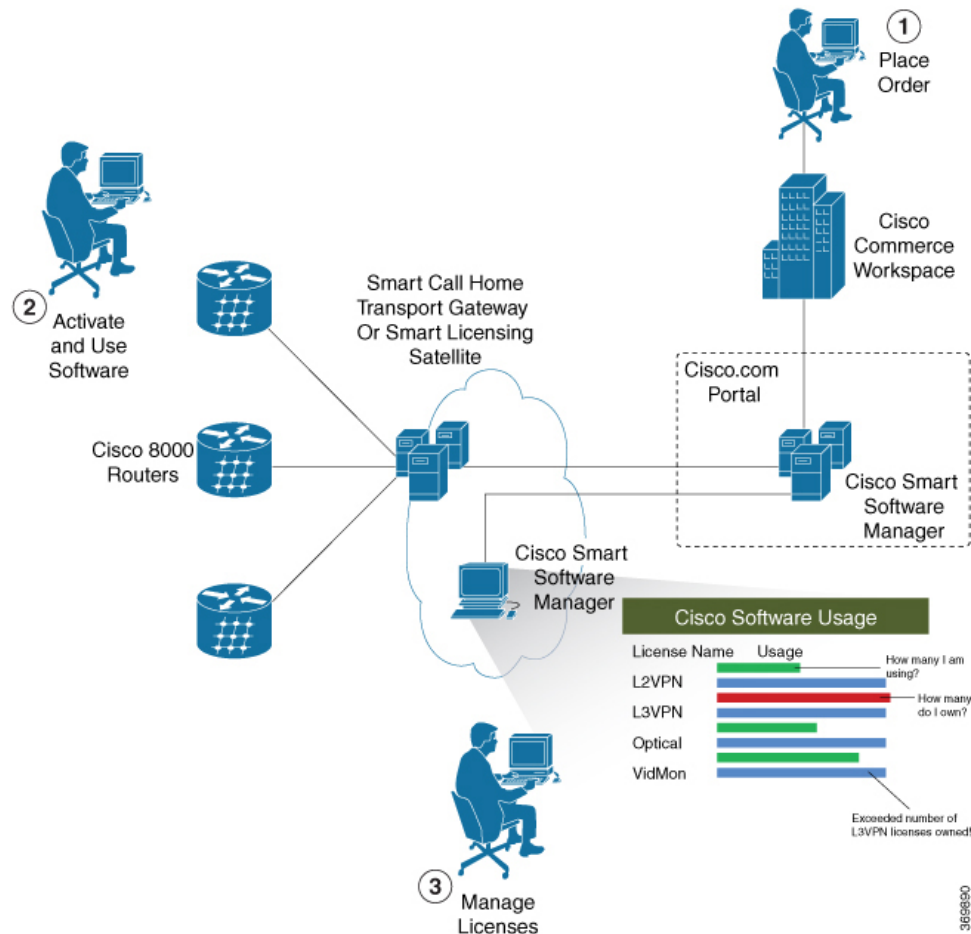 1
Place
Order
Cisco
Commerce
Workspace
2
Activate
and Use
Software
Smart Call Home
Transport Gateway
Or Smart Licensing
Satellite
Cisco.com
Portal
Cisco 8000
Routers
Cisco Smart
Software
Manager
Cisco Smart
Software
Manager
Cisco Software Usage
License Name Usage
How many I am
using?
L2VPN
How many
do I own?
L3VPN
Optical
VidMon
Exceeded number of
L3VPN licenses owned!
3
Manage
Licenses
369890